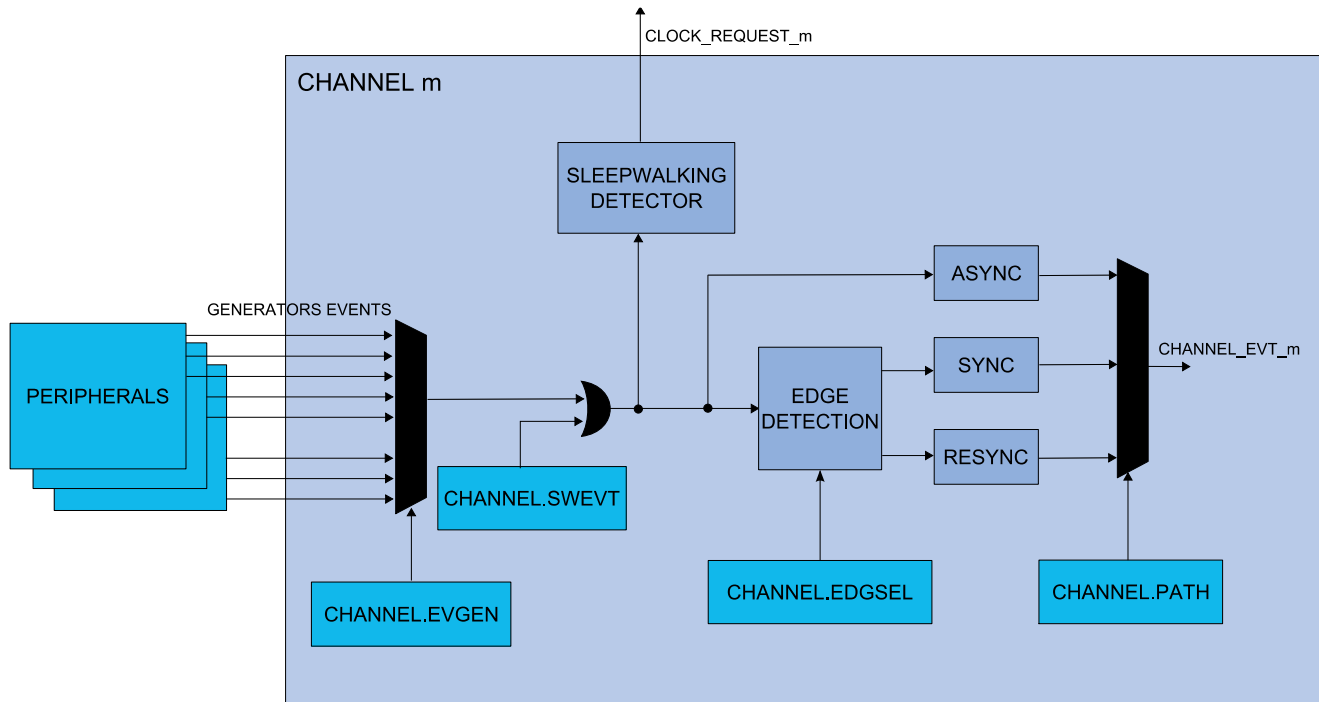 CLOCK_REQUEST_m
CHANNEL m
SLEEPWALKING
DETECTOR
ASYNC
GENERATORS EVENTS
PERIPHERALS
SYNC
CHANNEL_EVT_m
EDGE
DETECTION
RESYNC
CHANNEL.SWEVT
CHANNEL.EVGEN
CHANNEL.EDGSEL
CHANNEL.PATH